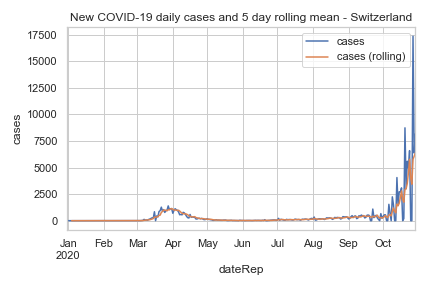 New COVID-19 daily cases and 5 day rolling mean - Switzerland
17500
15000
12500
10000
7500
5000
2500
0
cases
cases
cases (rolling)
Jan Feb Mar Apr May Jun Jul Aug Sep Oct
2020
dateRep